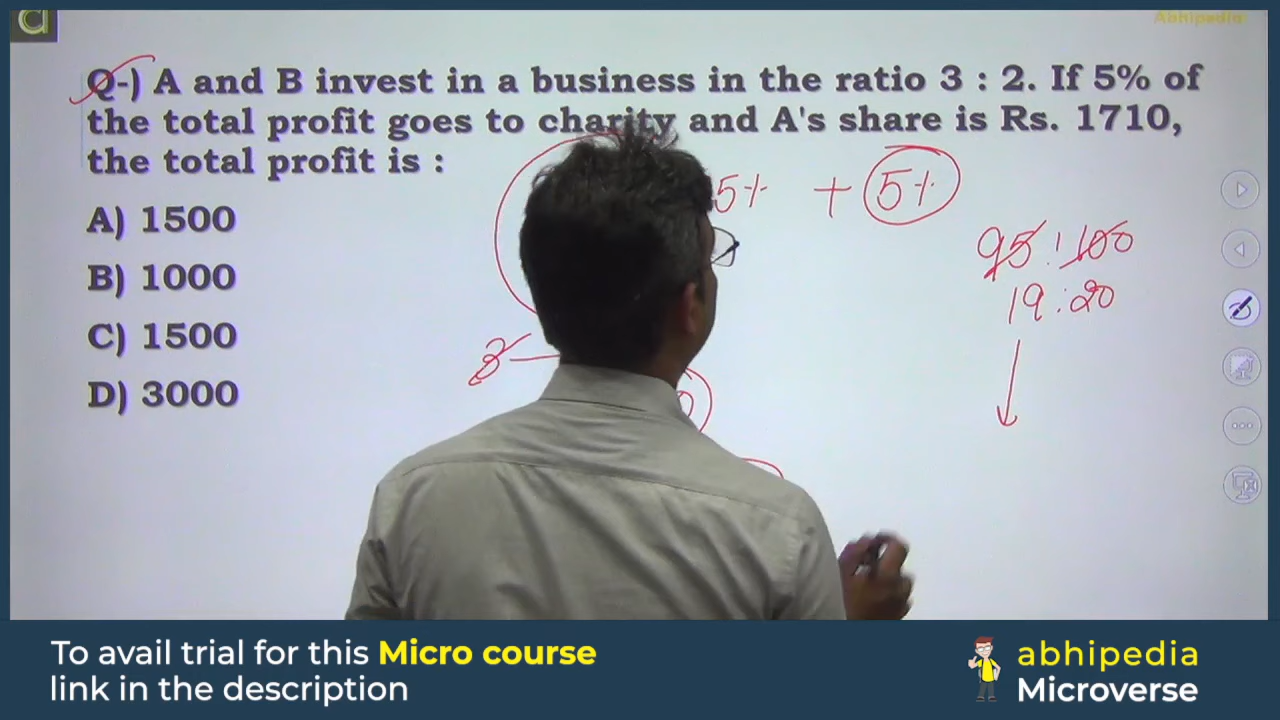 Abhipedia
Q-) A and B invest in a business in the ratio 3 : 2. If 5% of
the total profit goes to charity and A's share is Rs. 1710,
the total profit is :
5% + 5%
95 : 100
19 : 20
A) 1500
B) 1000
C) 1500
D) 3000
3
To avail trial for this Micro course
link in the description
abhipedia
Microverse